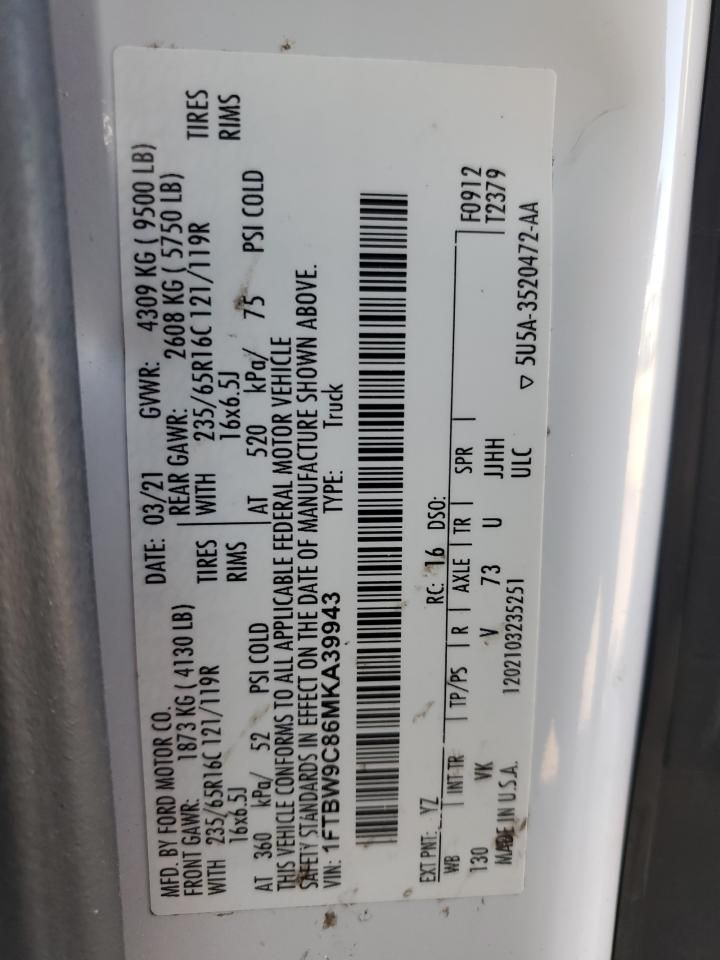 MFD. BY FORD MOTOR CO.
DATE: 03/21 GVWR: 4309 KG ( 9500 LB)
FRONT GAWR: 1873 KG ( 4130 LB)
REAR GAWR: 2608 KG ( 5750 LB)
WITH 235/65R16C 121/119R TIRES
WITH 235/65R16C 121/119R TIRES
16x6.5J RIMS
16x6.5J RIMS
AT 360 kPa/ 52 PSI COLD
AT 520 kPa/ 75 PSI COLD
THIS VEHICLE CONFORMS TO ALL APPLICABLE FEDERAL MOTOR VEHICLE
SAFETY STANDARDS IN EFFECT ON THE DATE OF MANUFACTURE SHOWN ABOVE.
VIN: 1FTBW9C86MKA39943 TYPE: Truck
EXT PNT: YZ RC: 16 DSO:
WB INT TR TP/PS R AXLE TR SPR F0912
T2379
130 VK V 73 U JJHH
MADE IN U.S.A. 1202103235251 ULC
▽ 5U5A-3520472-AA